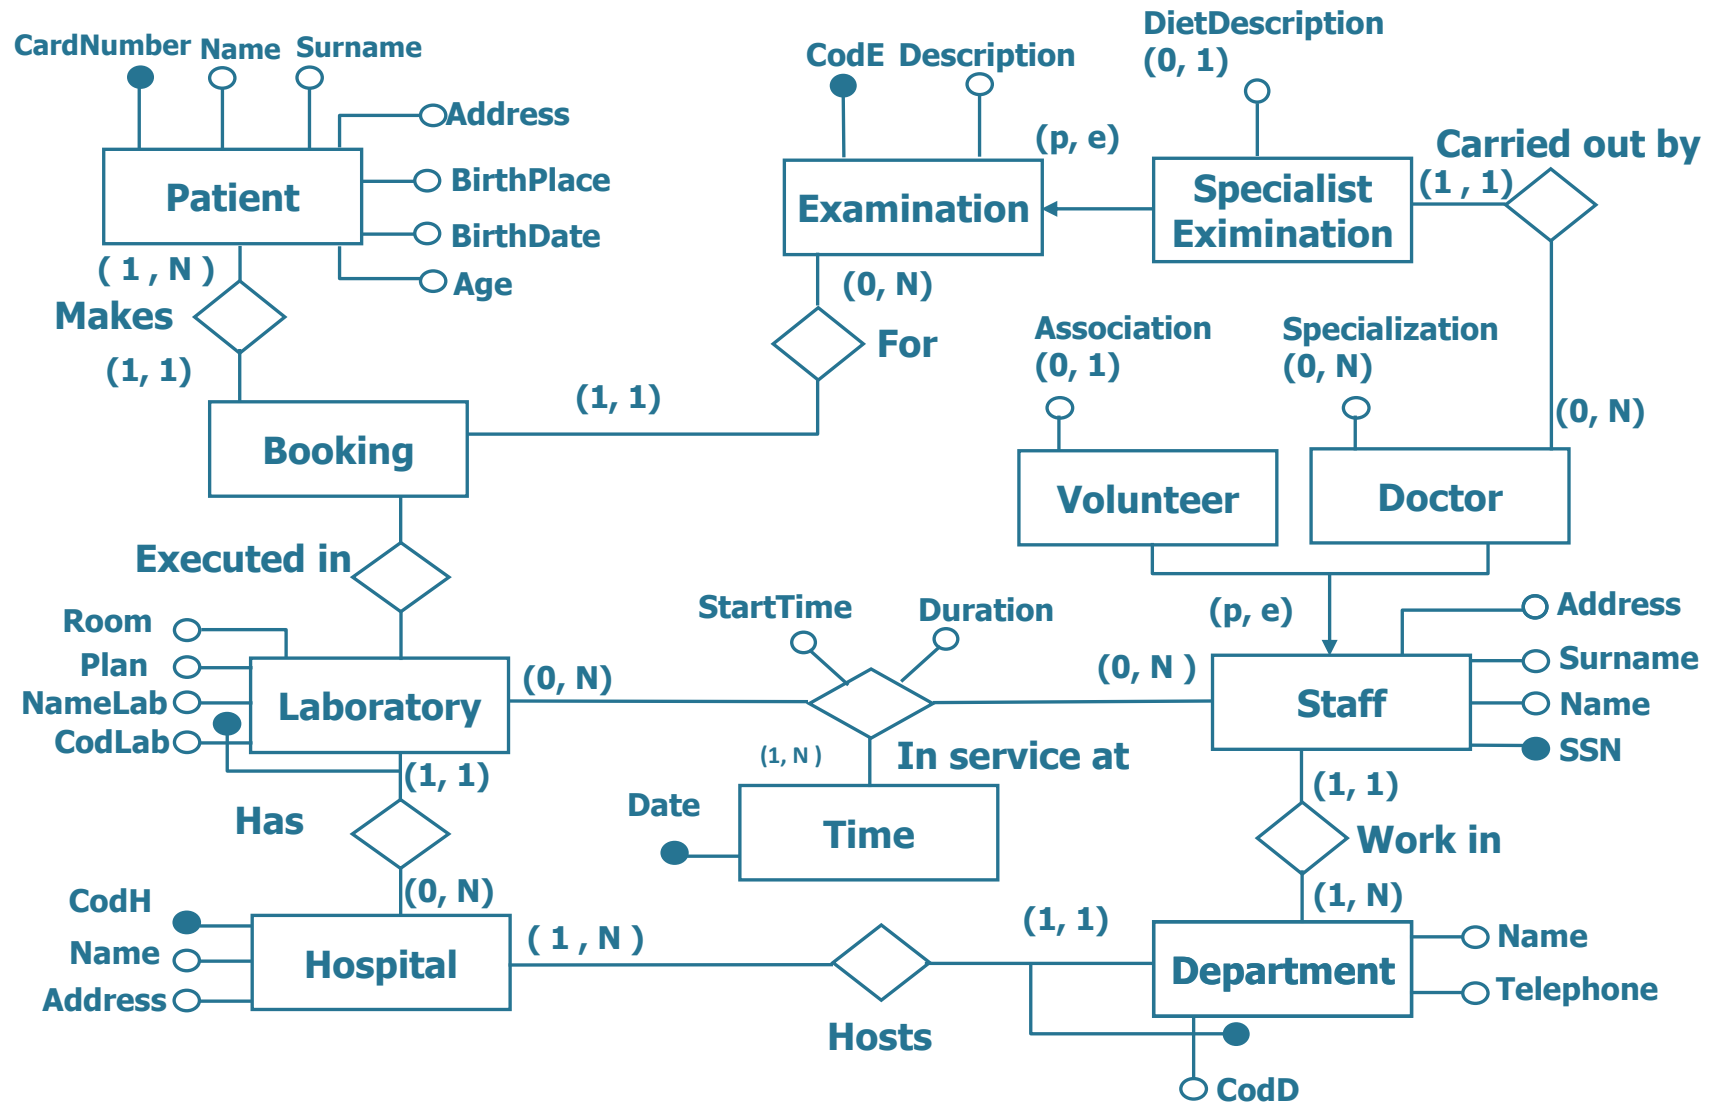 CardNumber
Name
Surname
Address
BirthPlace
BirthDate
Age
Patient
( 1 , N )
Makes
(1, 1)
Booking
CodE
Description
(p, e)
Examination
(0, N)
For
(1, 1)
DietDescription
(0, 1)
Specialist
Eximination
Carried out by
(1 , 1)
(0, N)
Association
(0, 1)
Specialization
(0, N)
Volunteer
Doctor
(p, e)
Executed in
Room
Plan
NameLab
CodLab
Laboratory
(0, N)
StartTime
Duration
(0, N )
In service at
(1, N )
Date
Time
Staff
Address
Surname
Name
SSN
(1, 1)
Work in
(1, N)
(1, 1)
Has
(0, N)
CodH
Name
Address
Hospital
( 1 , N )
Hosts
(1, 1)
Department
Name
Telephone
CodD